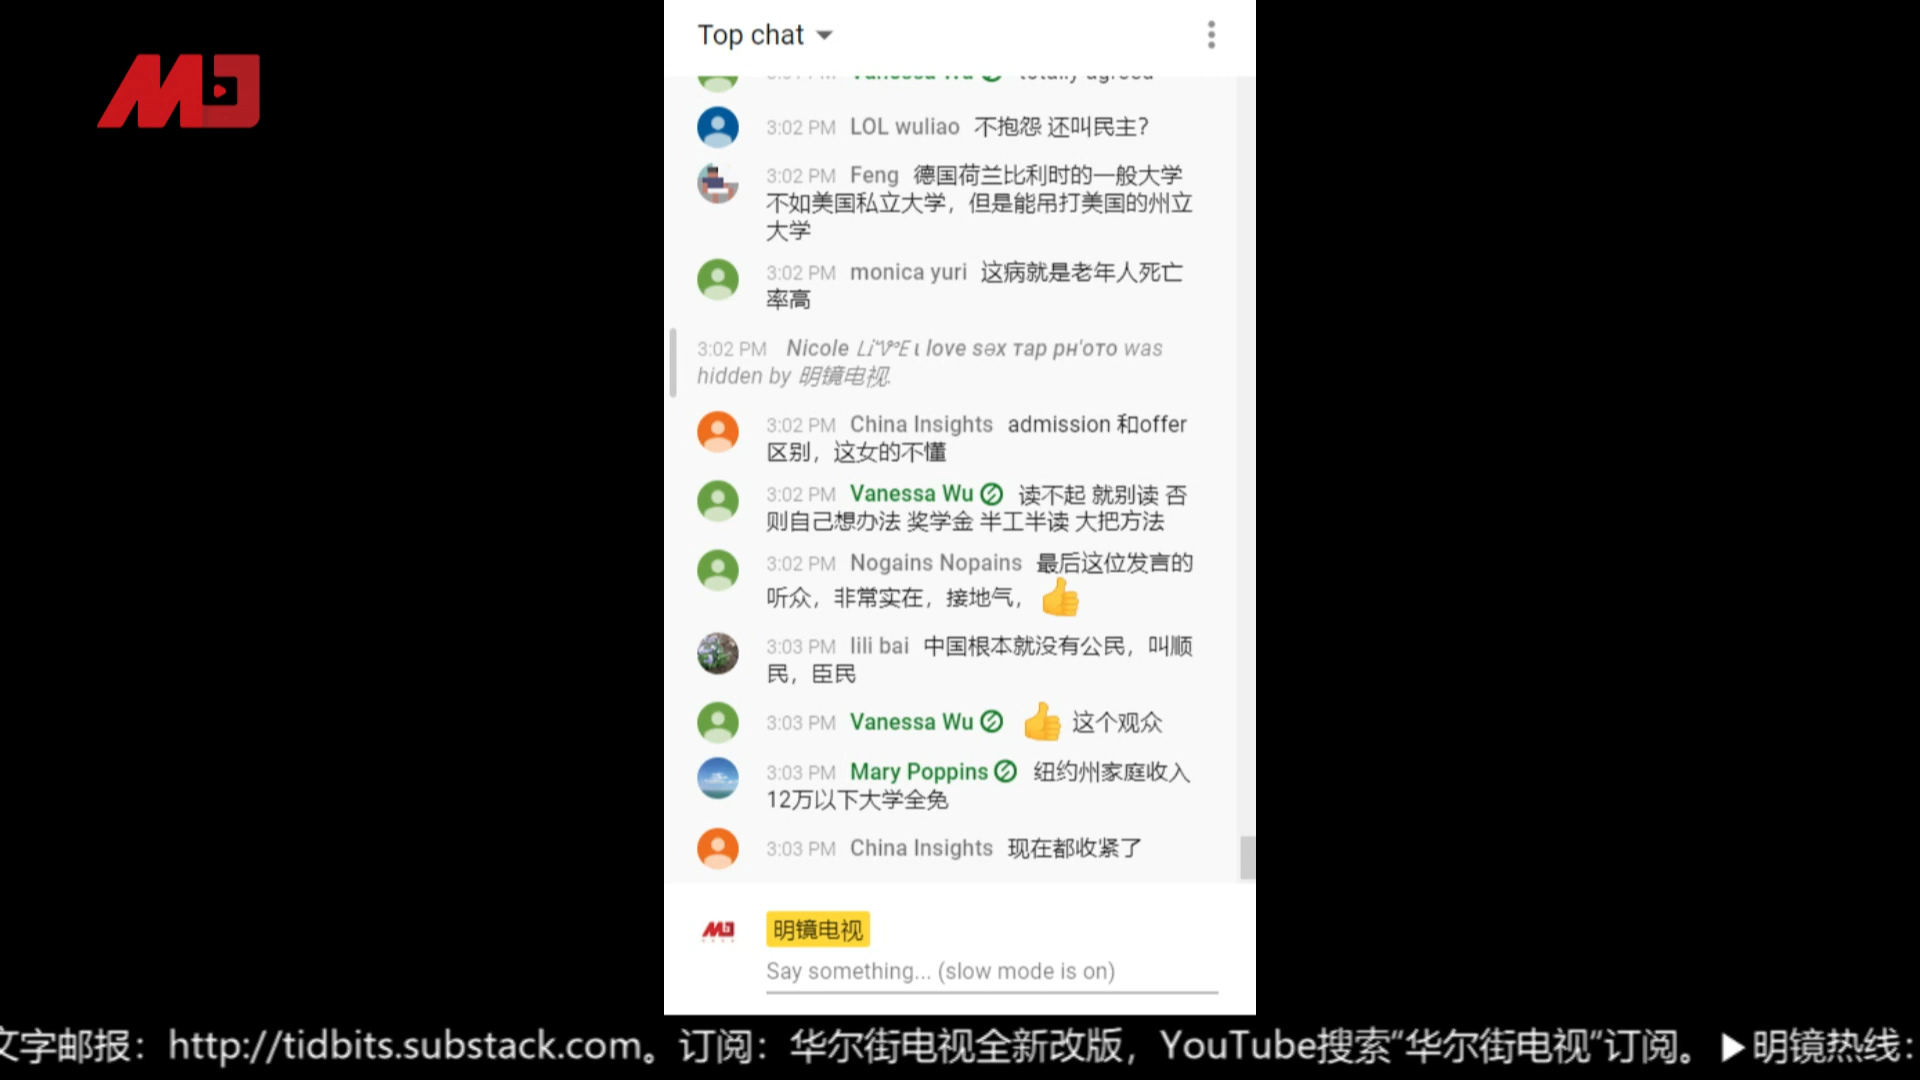 Top chat
MJ
totally agreed
3:02 PM LOL wuliao 不抱怨 还叫民主?
3:02 PM Feng 德国荷兰比利时的一般大学
不如美国私立大学，但是能吊打美国的州立
大学
3:02 PM monica yuri 这病就是老年人死亡
率高
3:02 PM Nicole ι love səx тap pн'oтo was
hidden by 明镜电视.
3:02 PM China Insights admission 和offer
区别，这女的不懂
3:02 PM Vanessa Wu 读不起 就别读 否
则自己想办法 奖学金 半工半读 大把方法
3:02 PM Nogains Nopains 最后这位发言的
听众，非常实在，接地气，👍
3:03 PM lili bai 中国根本就没有公民，叫顺
民，臣民
3:03 PM Vanessa Wu 👍 这个观众
3:03 PM Mary Poppins 纽约州家庭收入
12万以下大学全免
3:03 PM China Insights 现在都收紧了
明镜电视
Say something... (slow mode is on)
文字邮报：http://tidbits.substack.com。订阅：华尔街电视全新改版，YouTube搜索“华尔街电视”订阅。▶明镜热线：